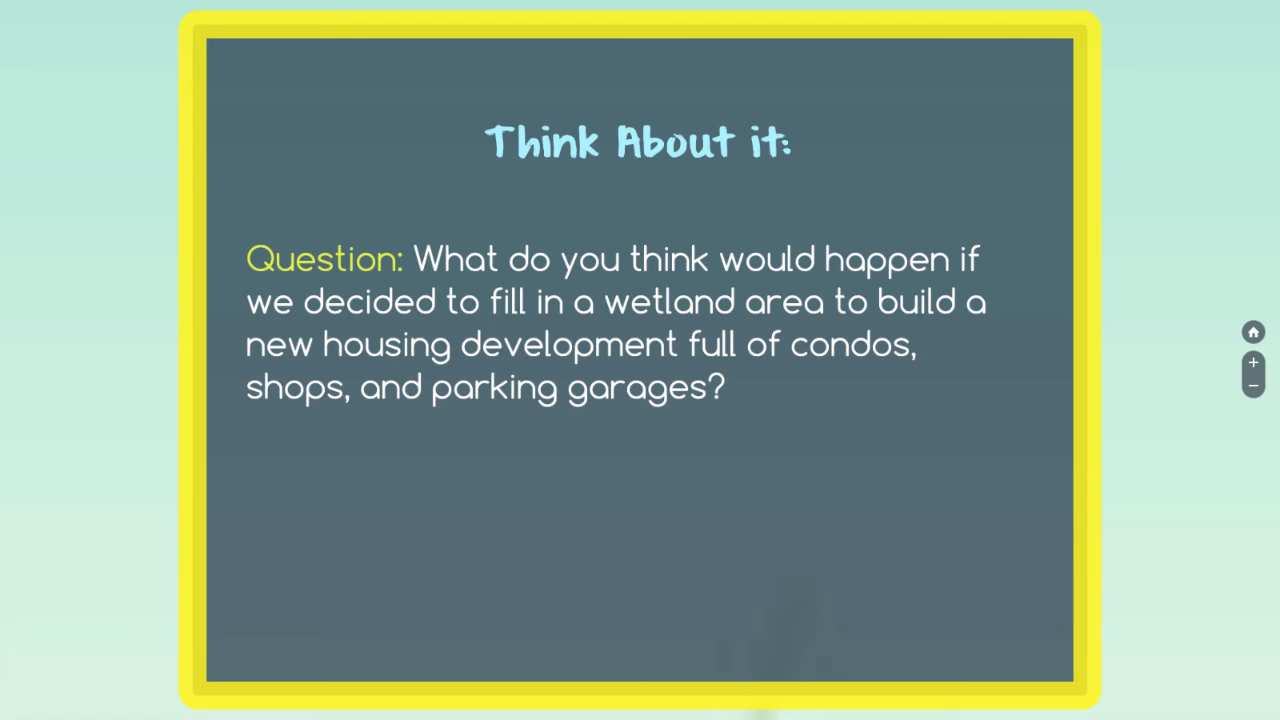 Think About it:
Question: What do you think would happen if
we decided to fill in a wetland area to build a
new housing development full of condos,
shops, and parking garages?